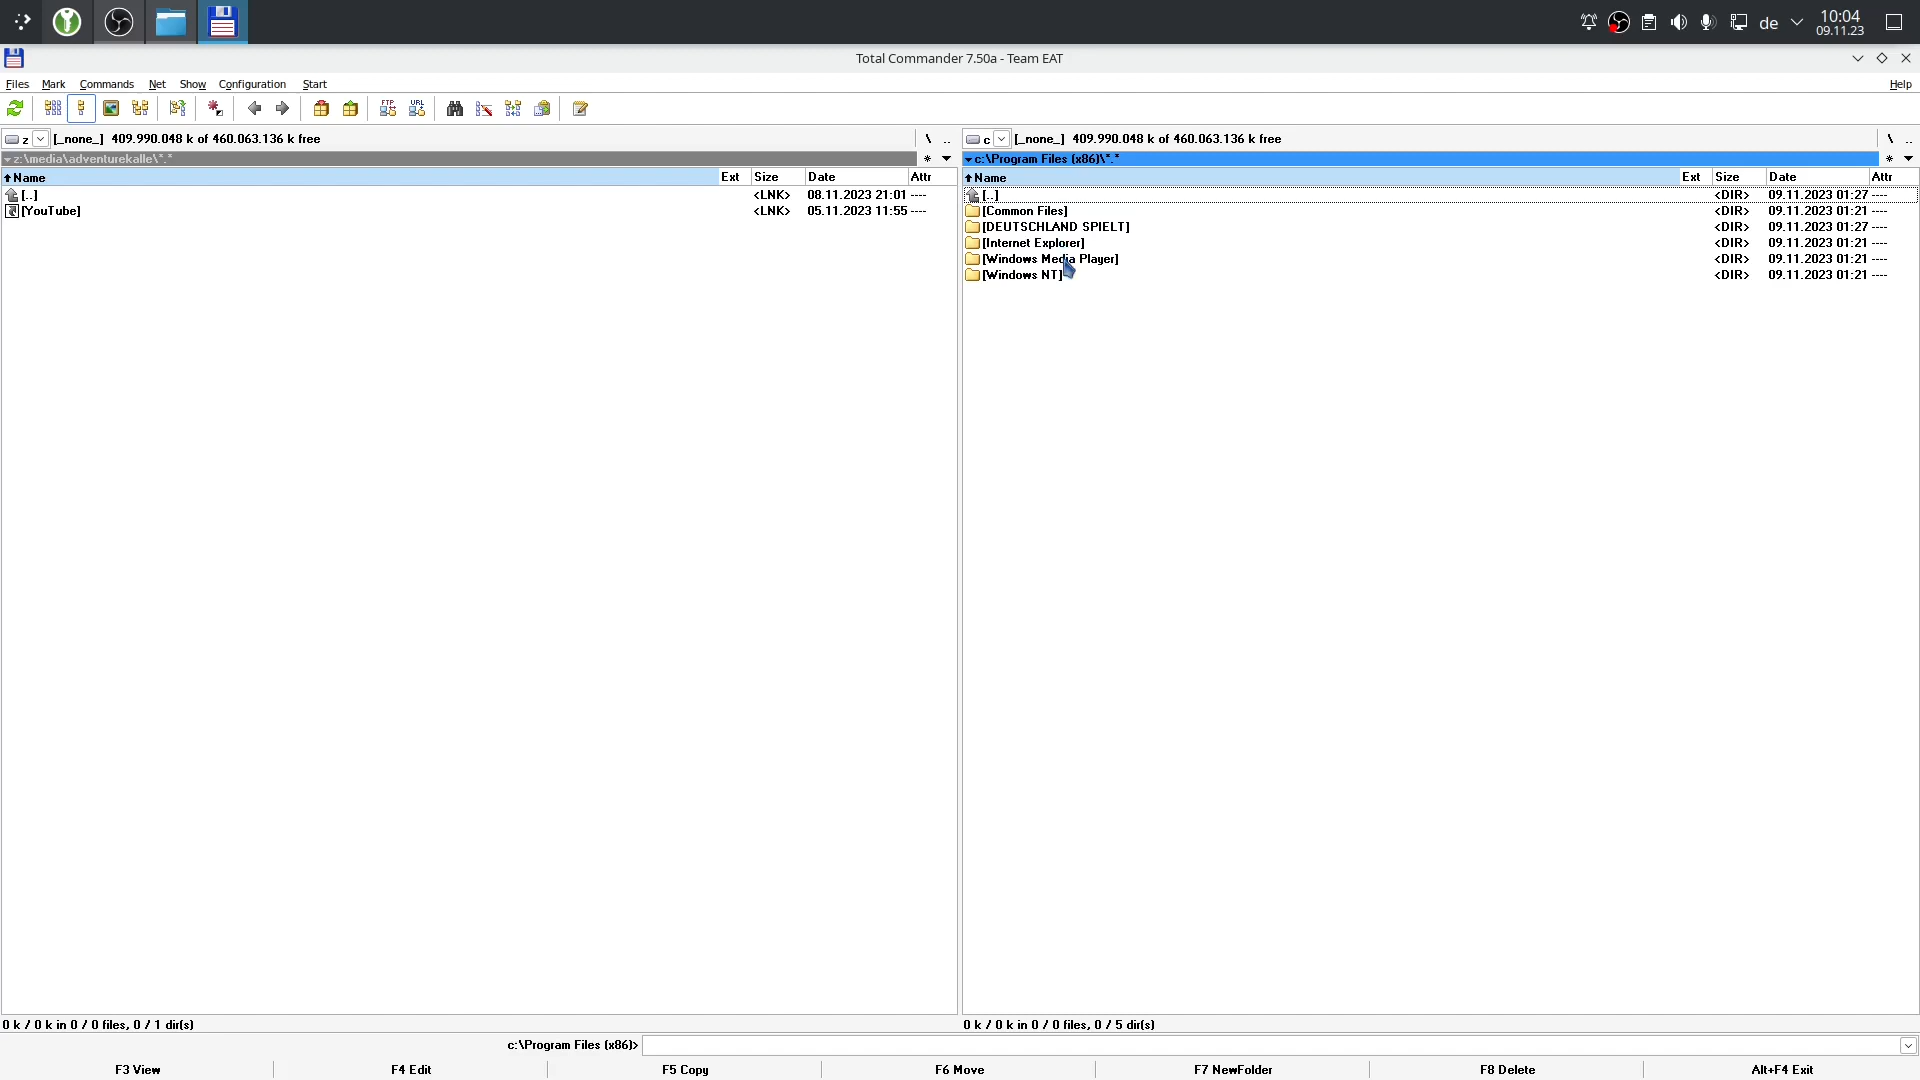 de
10:04
09.11.23
Total Commander 7.50a - Team EAT
Files Mark Commands Net Show Configuration Start Help
FTP URL
z [_none_] 409.990.048 k of 460.063.136 k free \ ..
c [_none_] 409.990.048 k of 460.063.136 k free \ ..
z:\media\adventurekalle\*.* *
c:\Program Files (x86)\*.* *
Name Ext Size Date Attr
[..] <LNK> 08.11.2023 21:01 ----
[YouTube] <LNK> 05.11.2023 11:55 ----
Name Ext Size Date Attr
[..] <DIR> 09.11.2023 01:27 ----
[Common Files] <DIR> 09.11.2023 01:21 ----
[DEUTSCHLAND SPIELT] <DIR> 09.11.2023 01:27 ----
[Internet Explorer] <DIR> 09.11.2023 01:21 ----
[Windows Media Player] <DIR> 09.11.2023 01:21 ----
[Windows NT] <DIR> 09.11.2023 01:21 ----
0 k / 0 k in 0 / 0 files, 0 / 1 dir(s)
0 k / 0 k in 0 / 0 files, 0 / 5 dir(s)
c:\Program Files (x86)>
F3 View F4 Edit F5 Copy F6 Move F7 NewFolder F8 Delete Alt+F4 Exit